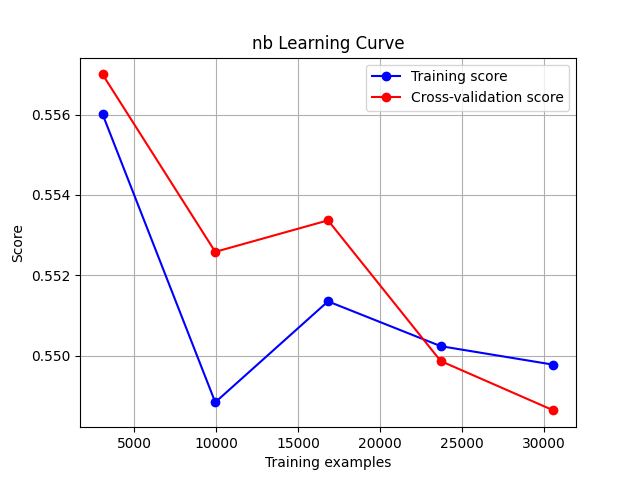 nb Learning Curve
Training score
Cross-validation score
0.556
0.554
0.552
0.550
Score
5000 10000 15000 20000 25000 30000
Training examples